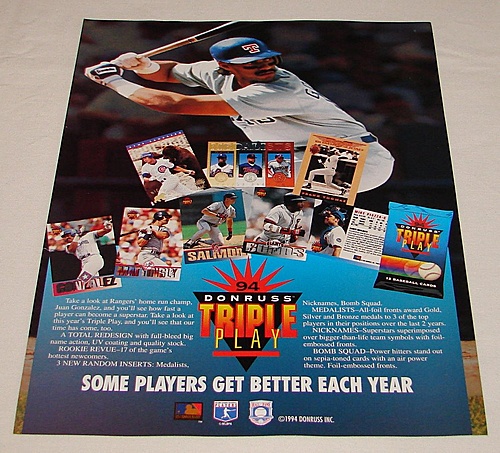 T
SALMON
GONZALEZ
MIKE PIAZZA
TRIPLE
PLAY
12 BASEBALL CARDS
94
DONRUSS
TRIPLE
PLAY
Take a look at Rangers' home run champ,
Juan Gonzalez, and you'll see how fast a
player can become a superstar. Take a look at
this year's Triple Play, and you'll see that our
time has come, too.
A TOTAL REDESIGN with full-bleed big
name action, UV coating and quality stock.
ROOKIE REVUE–17 of the game's
hottest newcomers.
3 NEW RANDOM INSERTS: Medalists,
Nicknames, Bomb Squad.
MEDALISTS–All-foil fronts award Gold,
Silver and Bronze medals to 3 of the top
players in their positions over the last 2 years.
NICKNAMES–Superstars superimposed
over bigger-than-life team symbols with foil-
embossed fronts.
BOMB SQUAD–Power hitters stand out
on sepia-toned cards with an air power
theme. Foil-embossed fronts.
SOME PLAYERS GET BETTER EACH YEAR
©1994 DONRUSS INC.